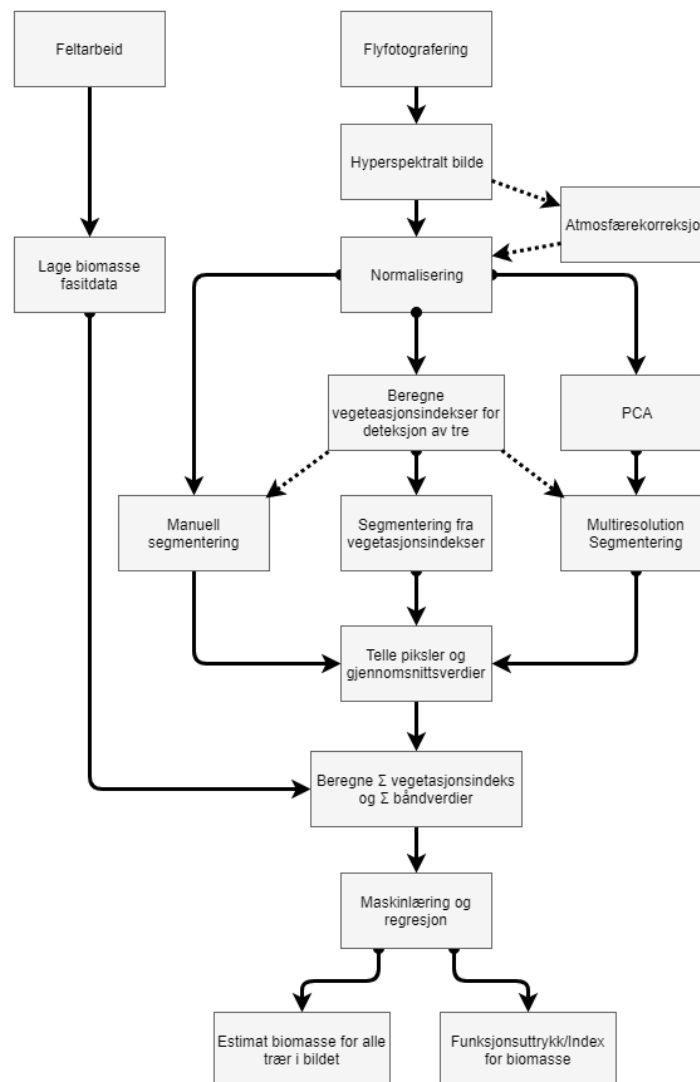 Feltarbeid
Flyfotografering
Hyperspektralt bilde
Atmosfærekorreksjo
Lage biomasse
fasitdata
Normalisering
Beregne
vegeteasjonsindekser for
deteksjon av tre
PCA
Manuell
segmentering
Segmentering fra
vegetasjonsindekser
Multiresolution
Segmentering
Telle piksler og
gjennomsnittsverdier
Beregne Σ vegetasjonsindeks
og Σ båndverdier
Maskinlæring og
regresjon
Estimat biomasse for alle
trær i bildet
Funksjonsuttrykk/Index
for biomasse